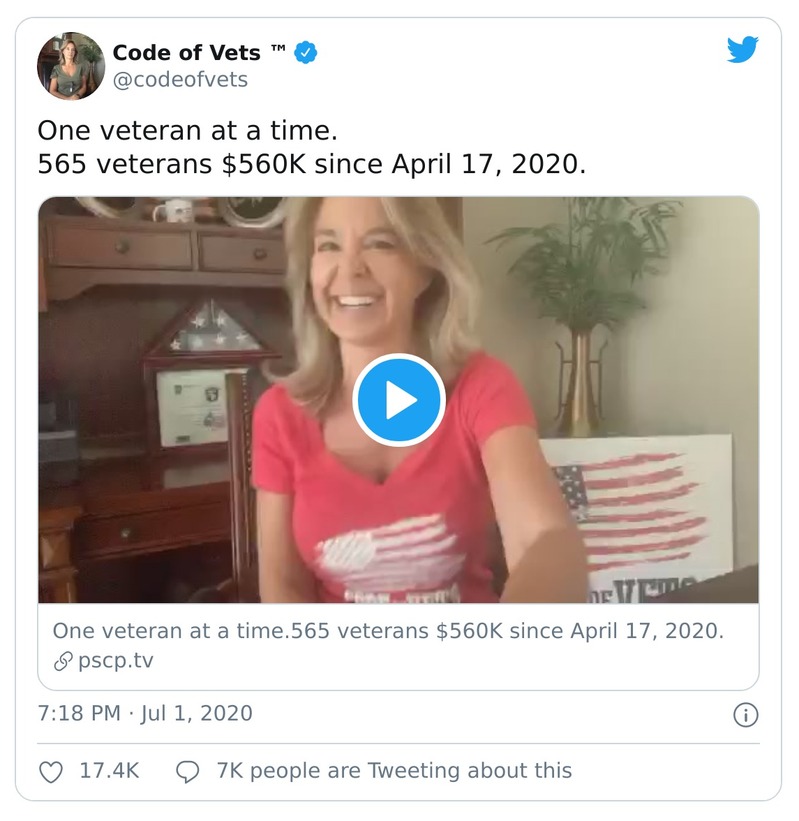 Code of Vets ™
@codeofvets
One veteran at a time.
565 veterans $560K since April 17, 2020.
DE VETS
One veteran at a time.565 veterans $560K since April 17, 2020.
pscp.tv
7:18 PM · Jul 1, 2020
17.4K
7K people are Tweeting about this